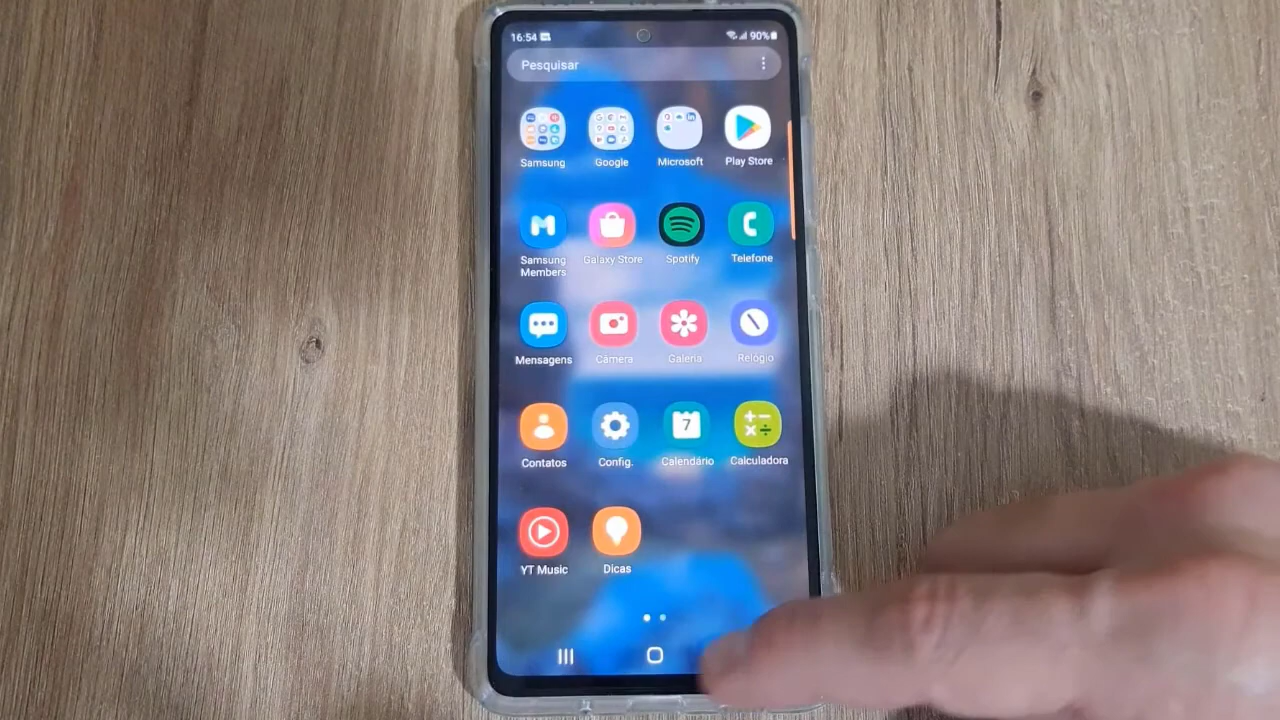 16:54 90%
Pesquisar
Samsung Google Microsoft Play Store
Samsung Members Galaxy Store Spotify Telefone
Mensagens Câmera Galeria Relógio
7
Contatos Config. Calendário Calculadora
YT Music Dicas